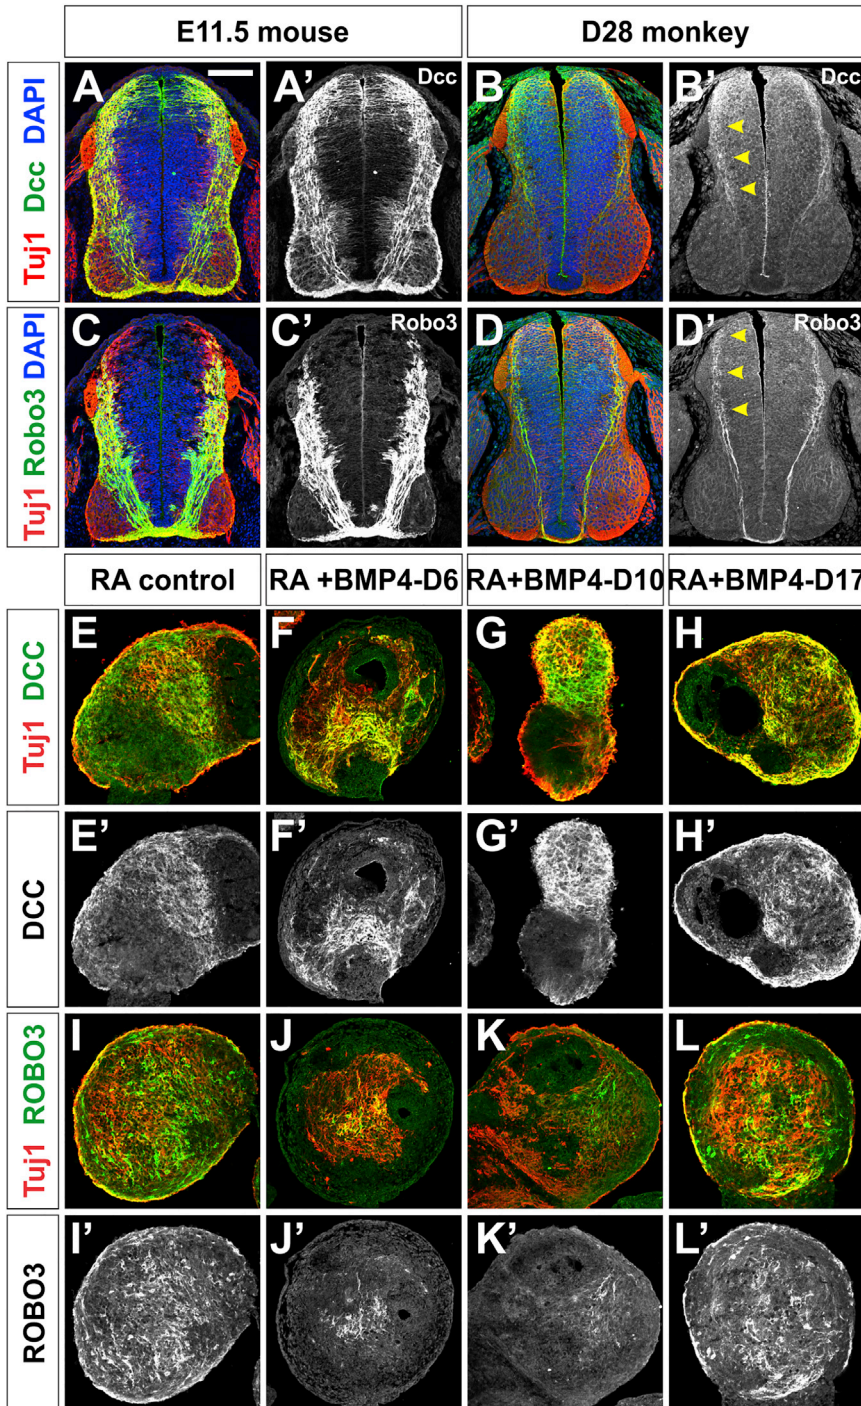 E11.5 mouse
D28 monkey
Tuj1 Dcc DAPI
A
A’ Dcc
B
B’ Dcc
Tuj1 Robo3 DAPI
C
C’ Robo3
D
D’ Robo3
RA control
RA +BMP4-D6
RA+BMP4-D10
RA+BMP4-D17
Tuj1 DCC
E
F
G
H
DCC
E’
F’
G’
H’
Tuj1 ROBO3
I
J
K
L
ROBO3
I’
J’
K’
L’